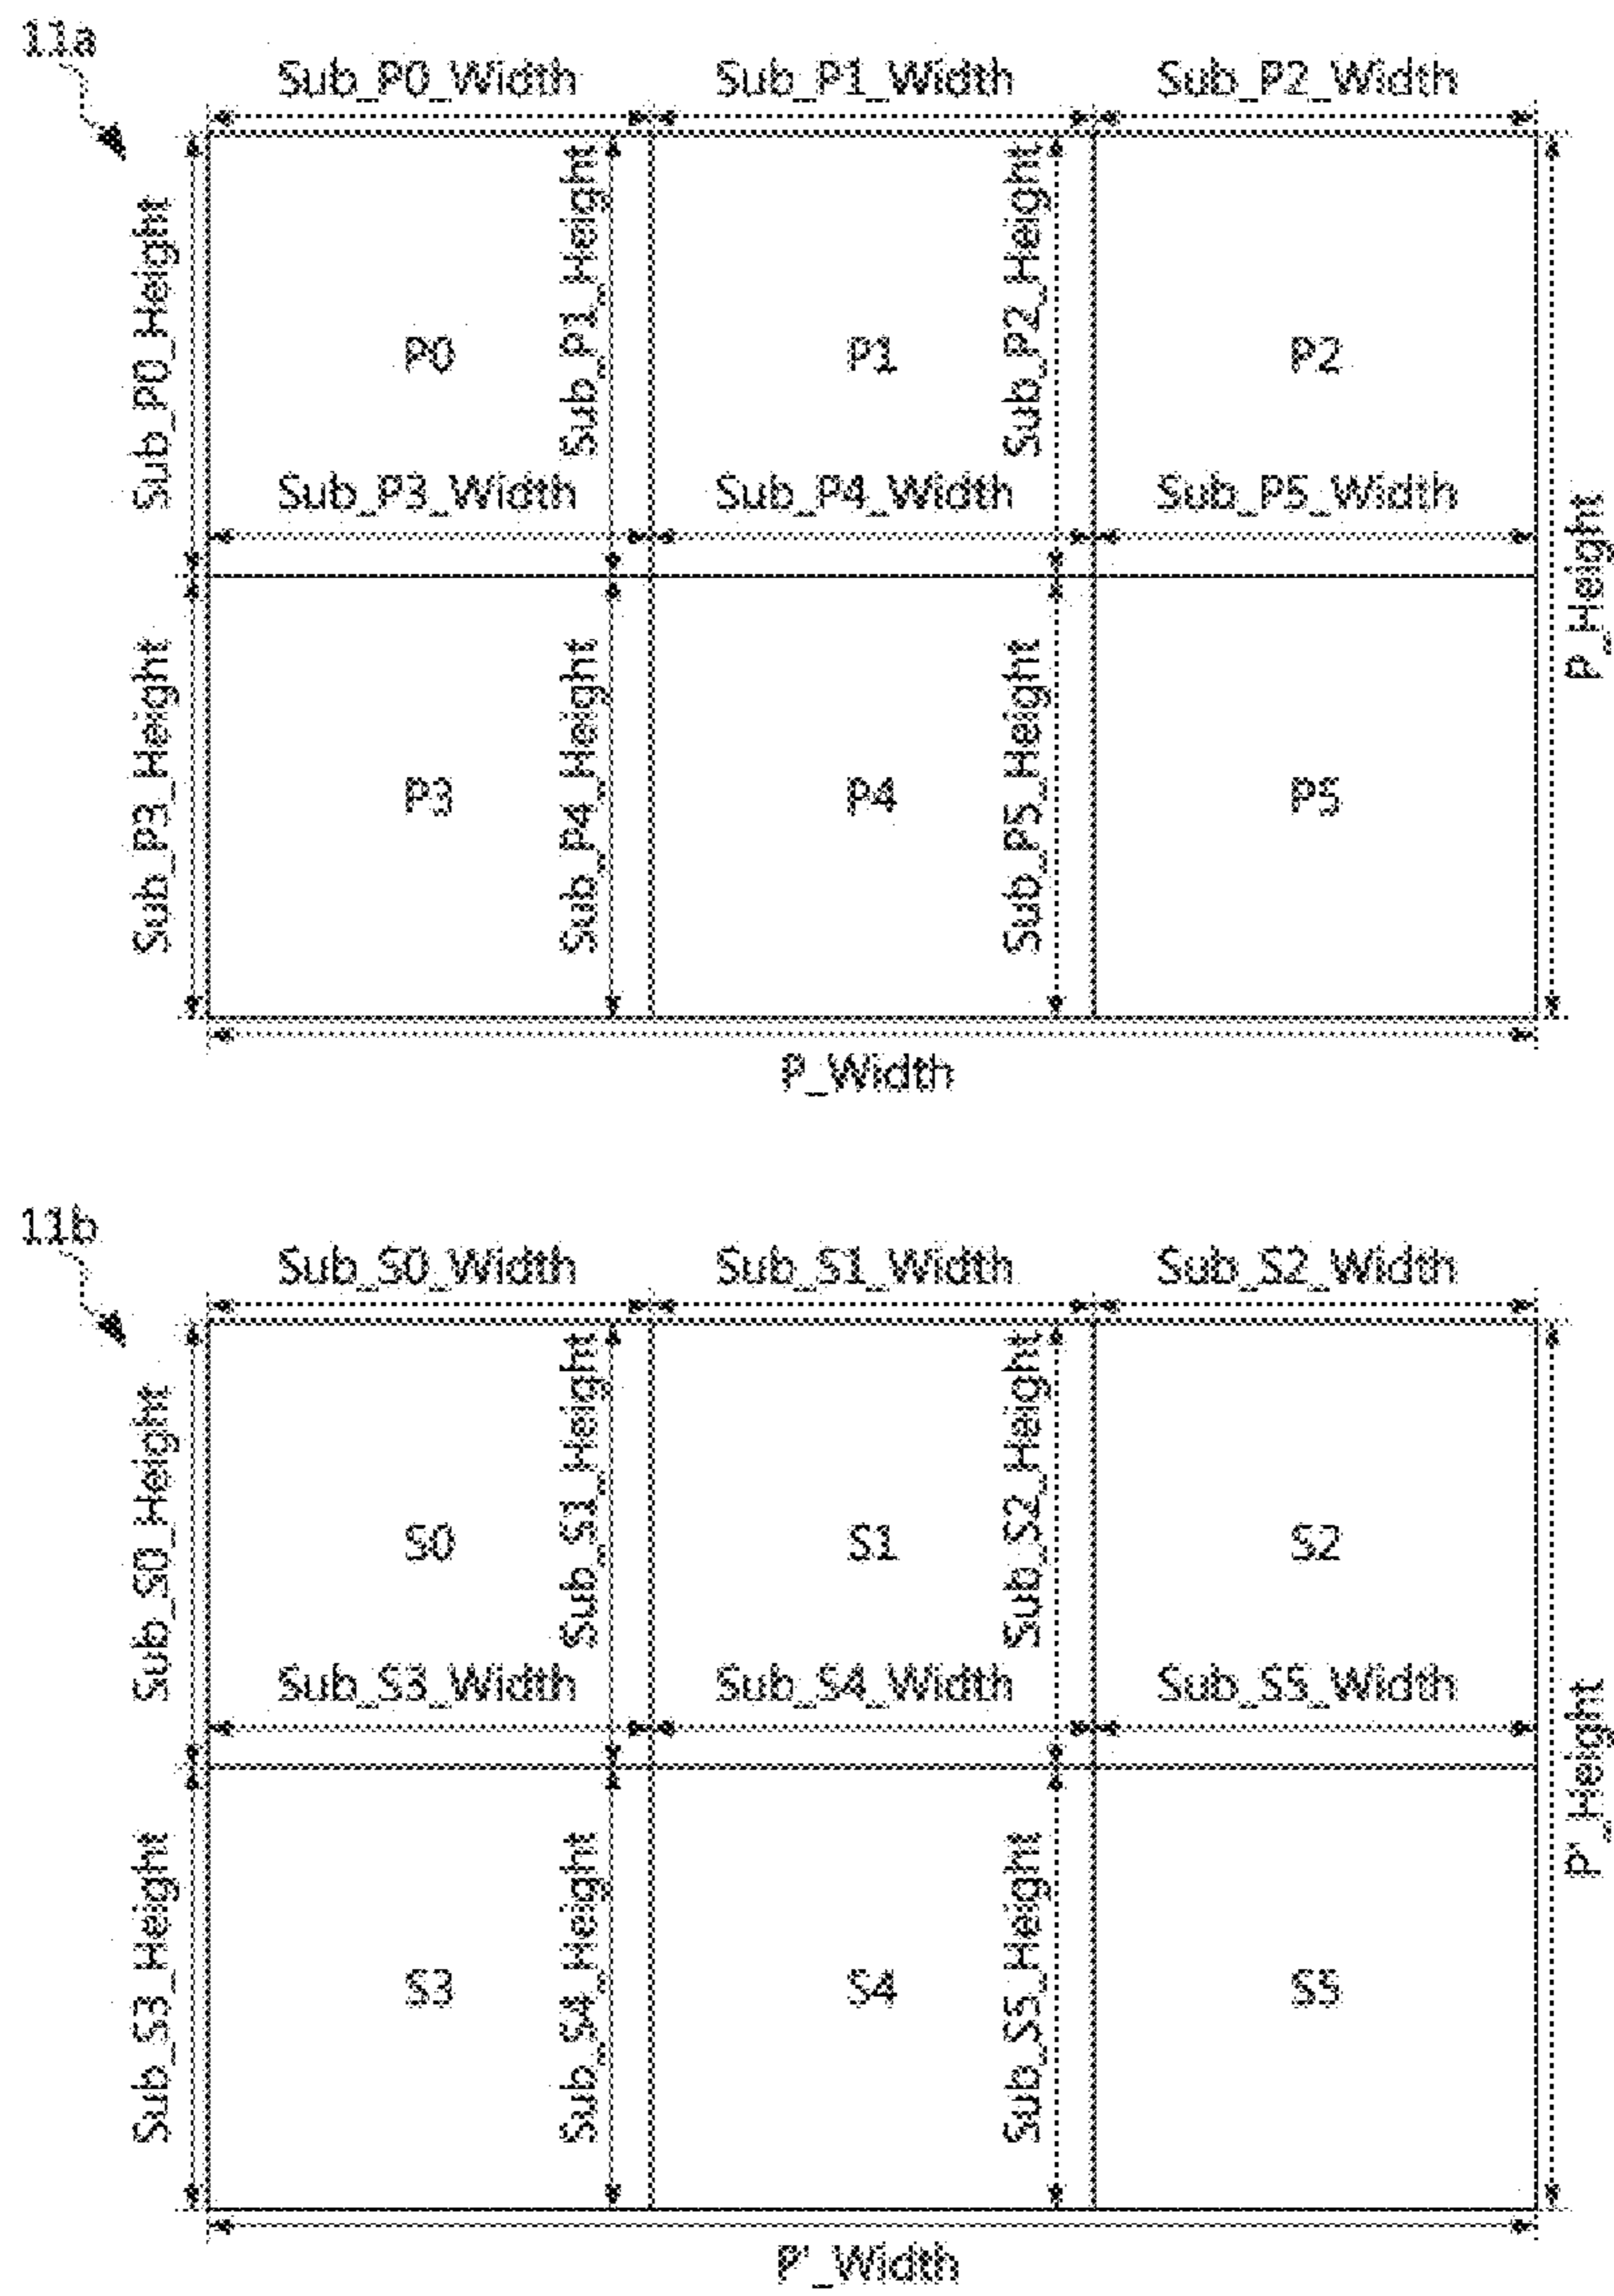 11a
Sub_P0_Width Sub_P1_Width Sub_P2_Width
Sub_P0_Height
Sub_P1_Height
Sub_P2_Height
P0 P1 P2
Sub_P3_Width Sub_P4_Width Sub_P5_Width
P_Height
Sub_P3_Height
Sub_P4_Height
Sub_P5_Height
P3 P4 P5
P_Width
11b
Sub_S0_Width Sub_S1_Width Sub_S2_Width
Sub_S0_Height
Sub_S1_Height
Sub_S2_Height
S0 S1 S2
Sub_S3_Width Sub_S4_Width Sub_S5_Width
P'_Height
Sub_S3_Height
Sub_S4_Height
Sub_S5_Height
S3 S4 S5
P'_Width